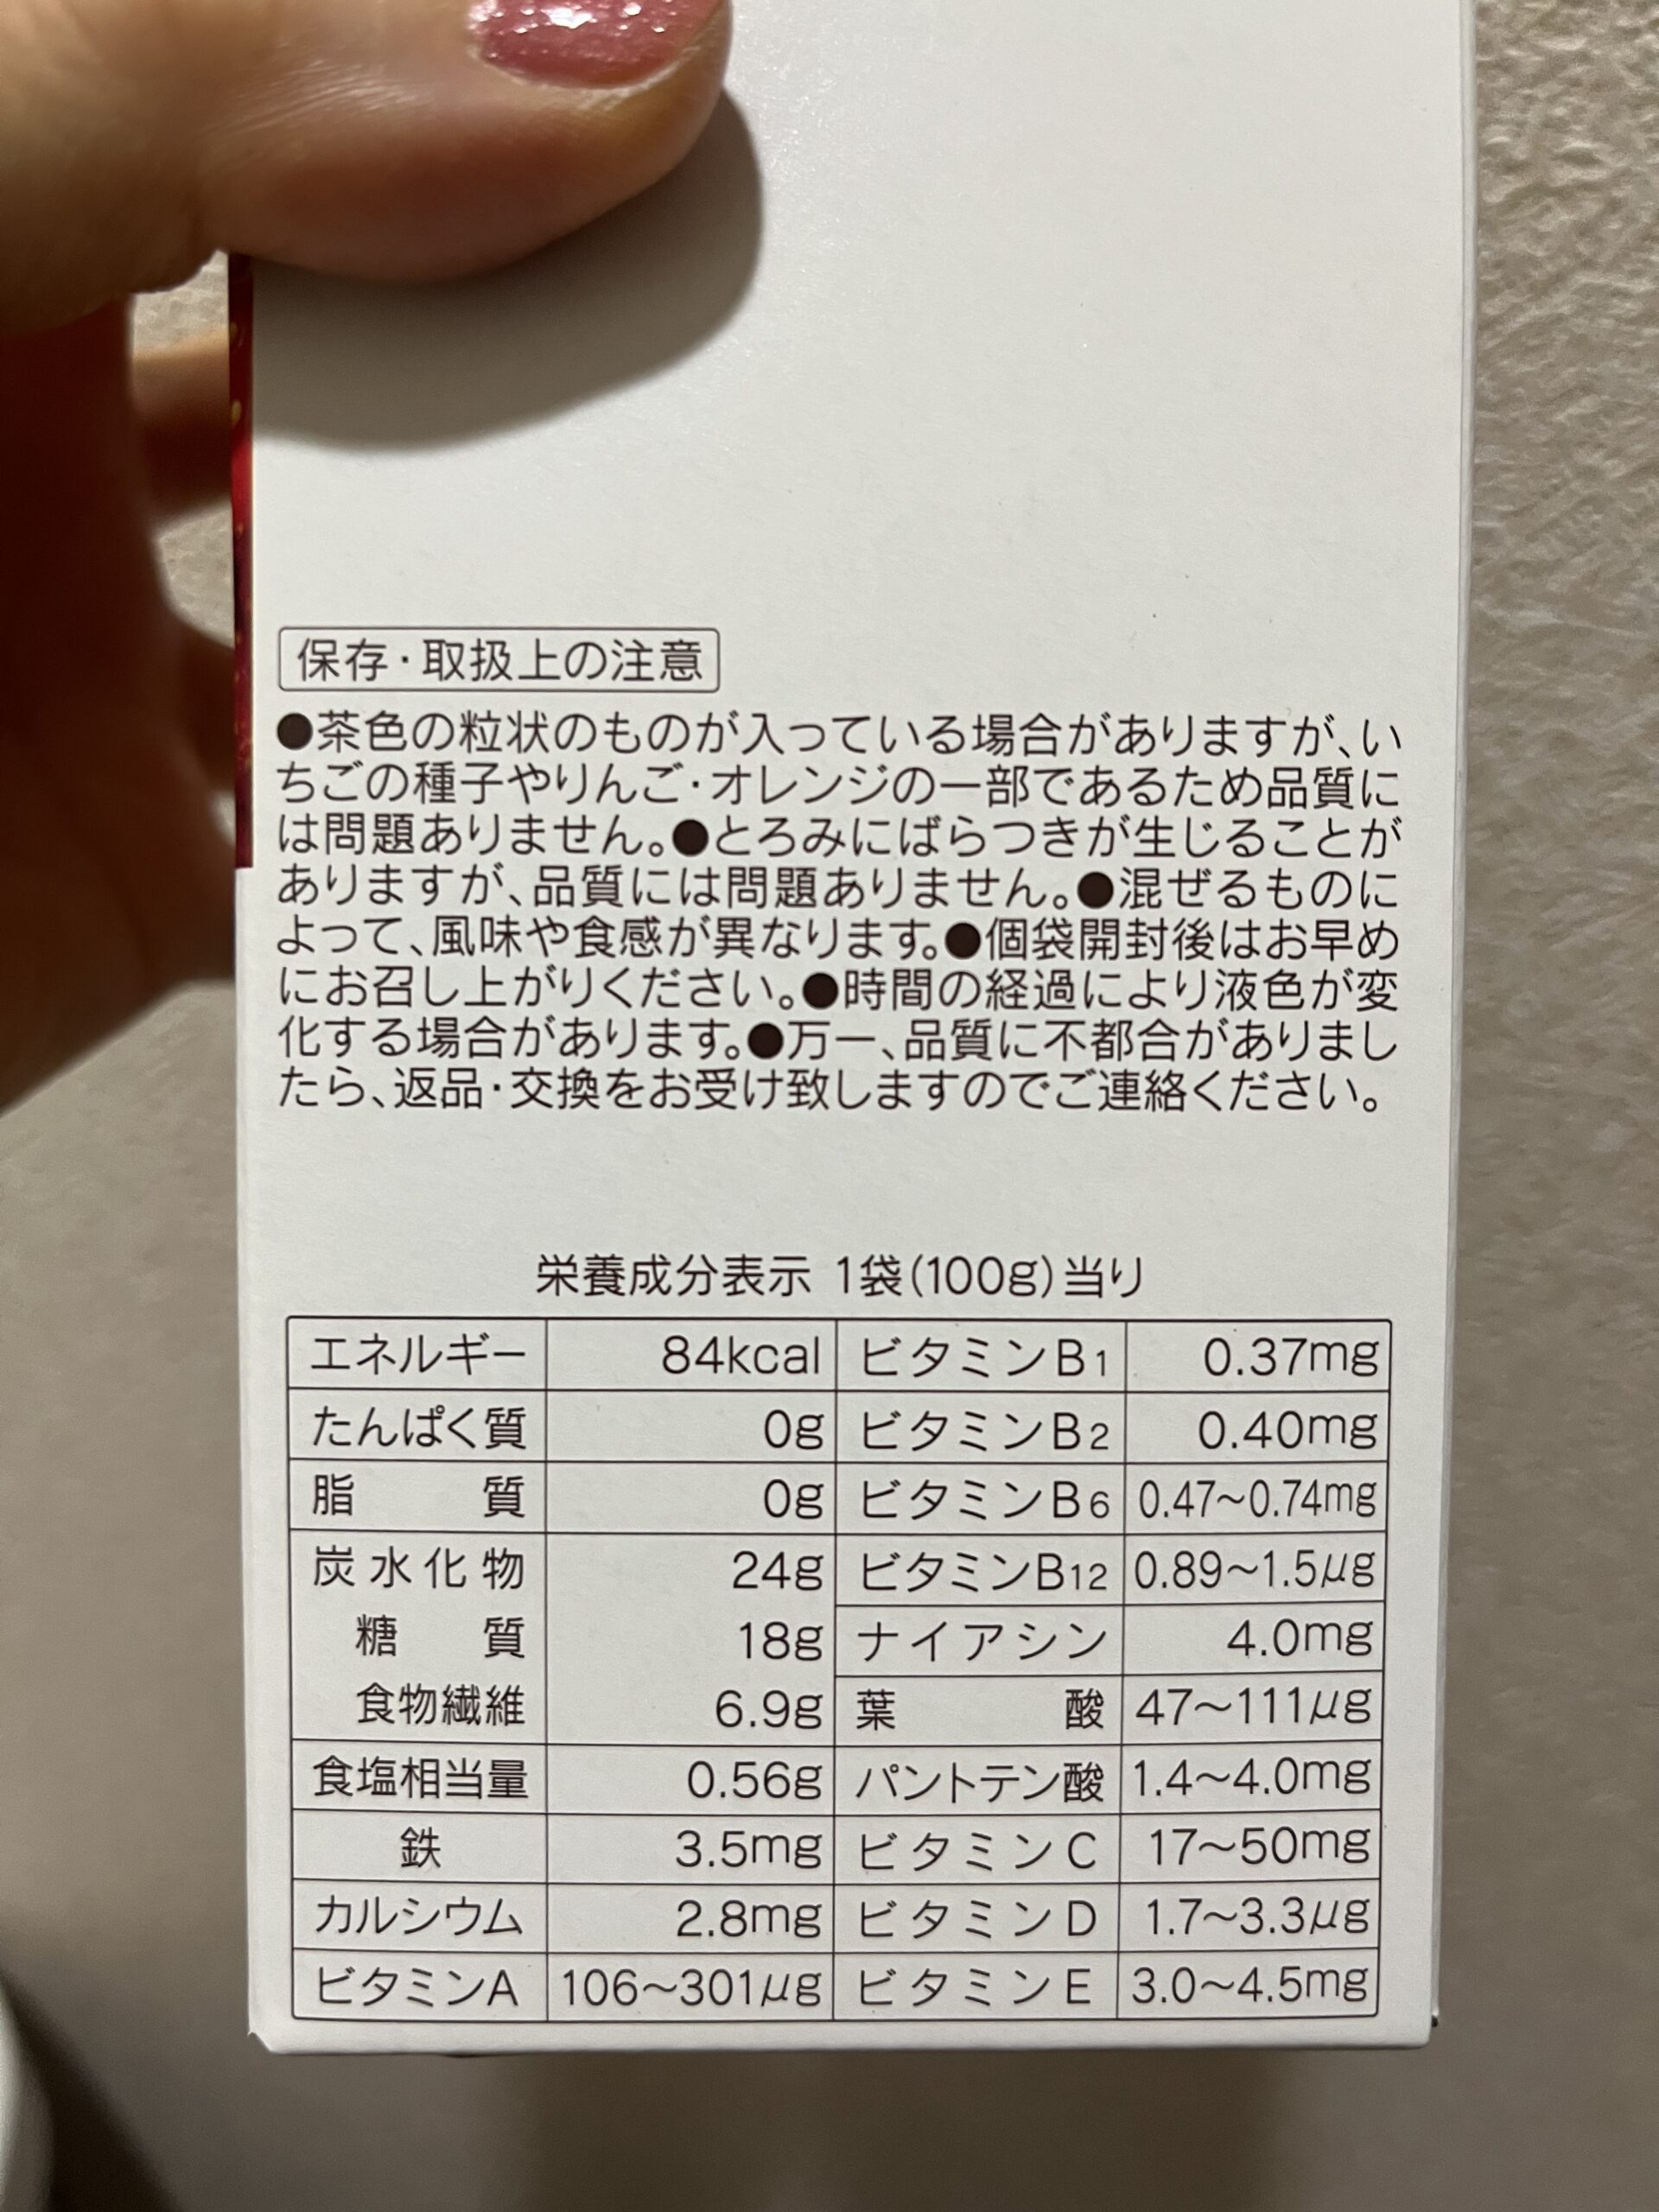 保存・取扱上の注意
●茶色の粒状のものが入っている場合がありますが、い
ちごの種子やりんご・オレンジの一部であるため品質に
は問題ありません。●とろみにばらつきが生じることが
ありますが、品質には問題ありません。●混ぜるものに
よって、風味や食感が異なります。●個袋開封後はお早め
にお召し上がりください。●時間の経過により液色が変
化する場合があります。●万一、品質に不都合がありまし
たら、返品・交換をお受け致しますのでご連絡ください。
栄養成分表示 1袋(100g)当り
エネルギー 84kcal ビタミンB1 0.37mg
たんぱく質 0g ビタミンB2 0.40mg
脂質 0g ビタミンB6 0.47〜0.74mg
炭水化物 24g ビタミンB12 0.89〜1.5μg
糖質 18g ナイアシン 4.0mg
食物繊維 6.9g 葉酸 47〜111μg
食塩相当量 0.56g パントテン酸 1.4〜4.0mg
鉄 3.5mg ビタミンC 17〜50mg
カルシウム 2.8mg ビタミンD 1.7〜3.3μg
ビタミンA 106〜301μg ビタミンE 3.0〜4.5mg